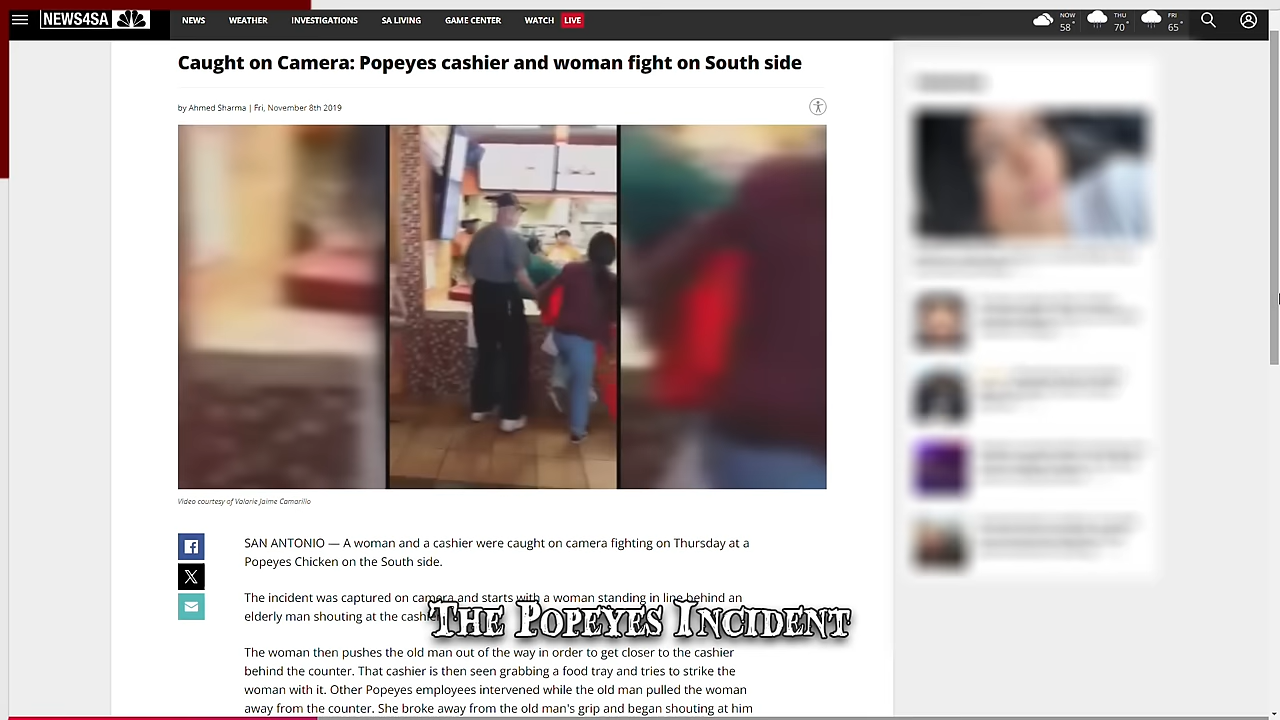 NEWS4SA
NEWS
WEATHER
INVESTIGATIONS
SA LIVING
GAME CENTER
WATCH
LIVE
NOW
58°
THU
70°
FRI
65°
Caught on Camera: Popeyes cashier and woman fight on South side
by Ahmed Sharma | Fri, November 8th 2019
Video courtesy of Valarie Jaime Camarillo
SAN ANTONIO — A woman and a cashier were caught on camera fighting on Thursday at a
Popeyes Chicken on the South side.
The incident was captured on camera and starts with a woman standing in line behind an
elderly man shouting at the
The Popeyes Incident
The woman then pushes the old man out of the way in order to get closer to the cashier
behind the counter. That cashier is then seen grabbing a food tray and tries to strike the
woman with it. Other Popeyes employees intervened while the old man pulled the woman
away from the counter. She broke away from the old man's grip and began shouting at him